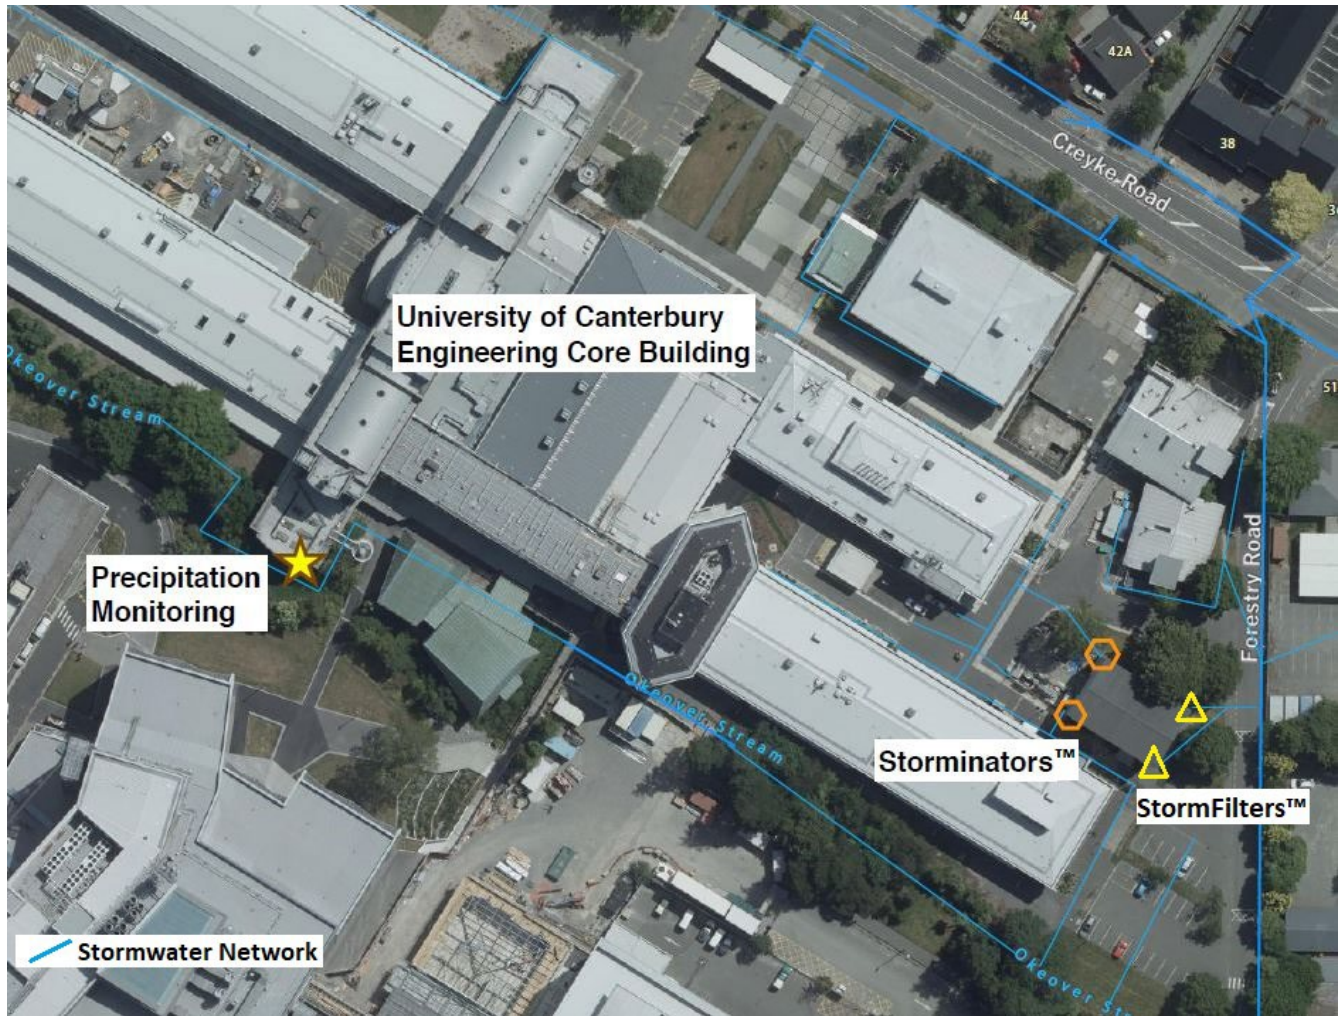 44
42A
38
Creyke Road
University of Canterbury
Engineering Core Building
51
Okeover Stream
Precipitation
Monitoring
Forestry Road
Okeover Stream
Storminators™
StormFilters™
Stormwater Network
Okeover Str